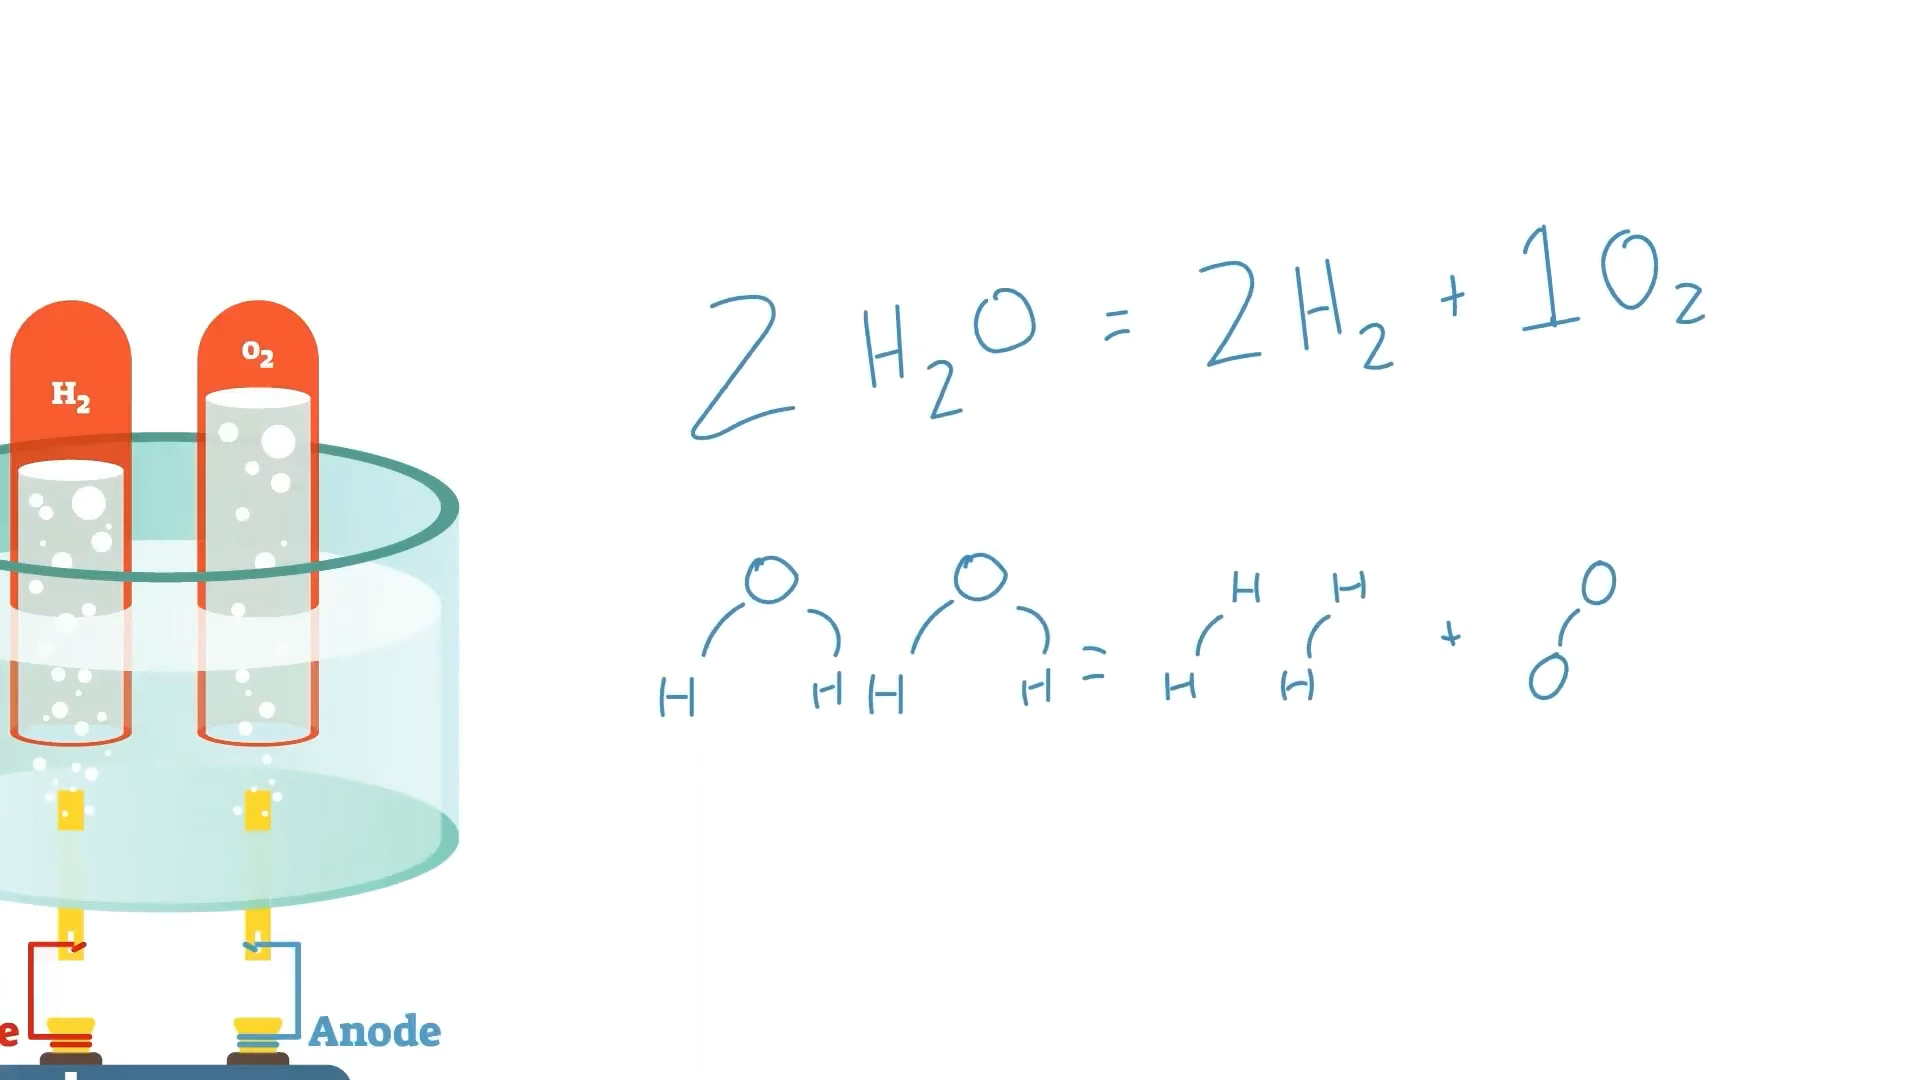 2 H₂O = 2H₂ + 1O₂
H₂
O₂
O O H H O
H H H H = H H + O
e Anode